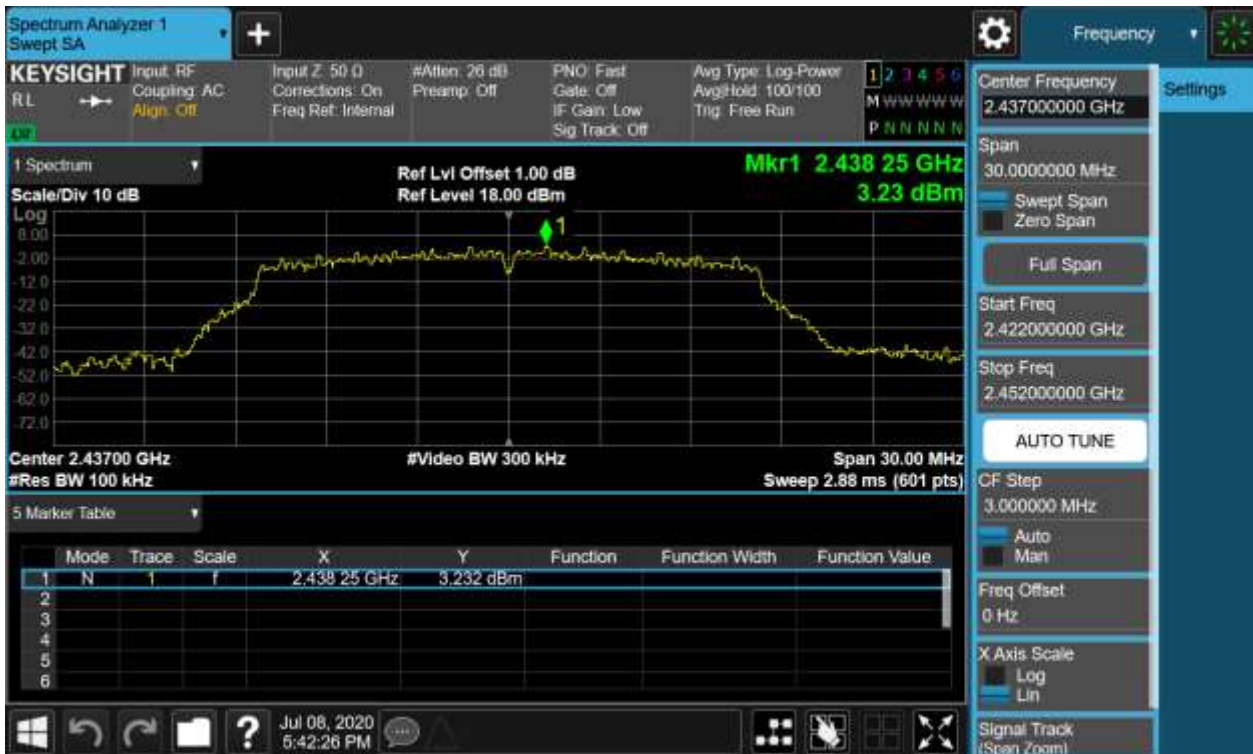 Spectrum Analyzer 1
Swept SA
Frequency
KEYSIGHT
RL
Input: RF
Coupling: AC
Align: Off
Input Z: 50 Ω
Corrections: On
Freq Ref: Internal
#Atten: 26 dB
Preamp: Off
PNO: Fast
Gate: Off
IF Gain: Low
Sig Track: Off
Avg Type: Log-Power
Avg|Hold: 100/100
Trig: Free Run
1 2 3 4 5 6
M W W W W W
P N N N N N
1 Spectrum
Scale/Div 10 dB
Log
Ref Lvl Offset 1.00 dB
Ref Level 18.00 dBm
Mkr1 2.438 25 GHz
3.23 dBm
1
8.00
-2.00
-12.0
-22.0
-32.0
-42.0
-52.0
-62.0
-72.0
Center 2.43700 GHz
#Res BW 100 kHz
#Video BW 300 kHz
Span 30.00 MHz
Sweep 2.88 ms (601 pts)
5 Marker Table
Mode Trace Scale X Y Function Function Width Function Value
1 N 1 f 2.438 25 GHz 3.232 dBm
2
3
4
5
6
Center Frequency
2.437000000 GHz
Settings
Span
30.0000000 MHz
Swept Span
Zero Span
Full Span
Start Freq
2.422000000 GHz
Stop Freq
2.452000000 GHz
AUTO TUNE
CF Step
3.000000 MHz
Auto
Man
Freq Offset
0 Hz
X Axis Scale
Log
Lin
Signal Track
(Span Zoom)
?
Jul 08, 2020
5:42:26 PM